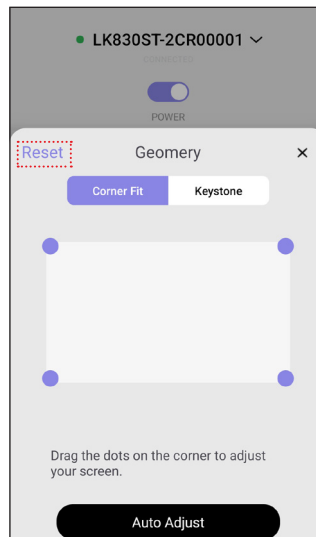 LK830ST-2CR00001
CONNECTED
POWER
Reset
Geomery
Corner Fit
Keystone
Drag the dots on the corner to adjust
your screen.
Auto Adjust